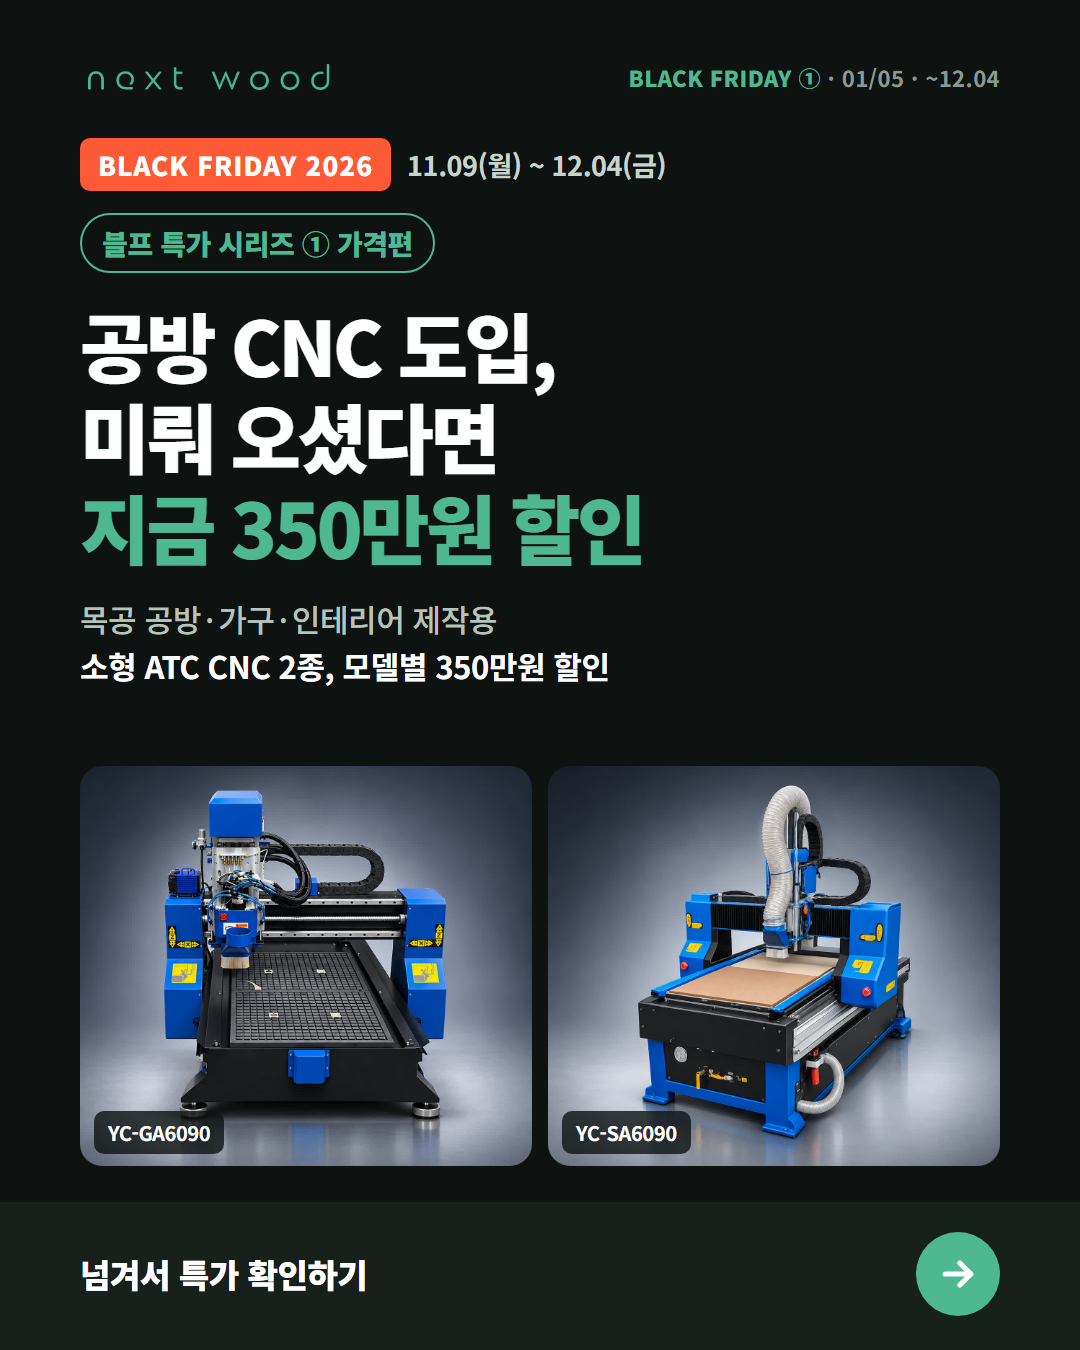 next wood
BLACK FRIDAY ① · 01/05 · ~12.04
BLACK FRIDAY 2026
11.09(월) ~ 12.04(금)
블프 특가 시리즈 ① 가격편
공방 CNC 도입,
미뤄 오셨다면
지금 350만원 할인
목공 공방·가구·인테리어 제작용
소형 ATC CNC 2종, 모델별 350만원 할인
YC-GA6090
YC-SA6090
넘겨서 특가 확인하기